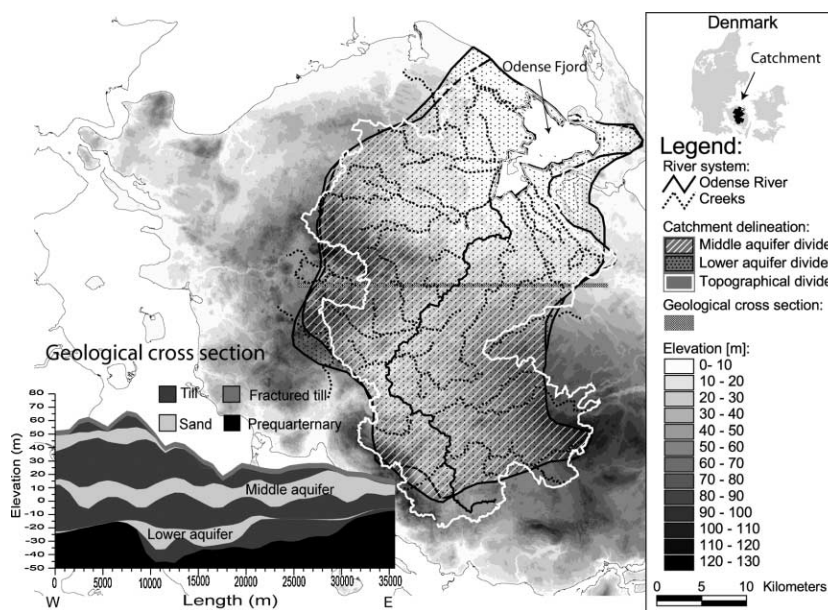 Odense Fjord
Geological cross section
Till
Fractured till
Sand
Prequarternary
Elevation (m)
80
70
60
50
40
30
20
10
0
-10
-20
-30
-40
-50
Middle aquifer
Lower aquifer
0 5000 10000 15000 20000 25000 30000 35000
W Length (m) E
Denmark
Catchment
Legend:
River system:
Odense River
Creeks
Catchment delineation:
Middle aquifer divide
Lower aquifer divide
Topographical divide
Geological cross section:
Elevation [m]:
0- 10
10 - 20
20 - 30
30 - 40
40 - 50
50 - 60
60 - 70
70 - 80
80 - 90
90 - 100
100 - 110
110 - 120
120 - 130
0 5 10 Kilometers